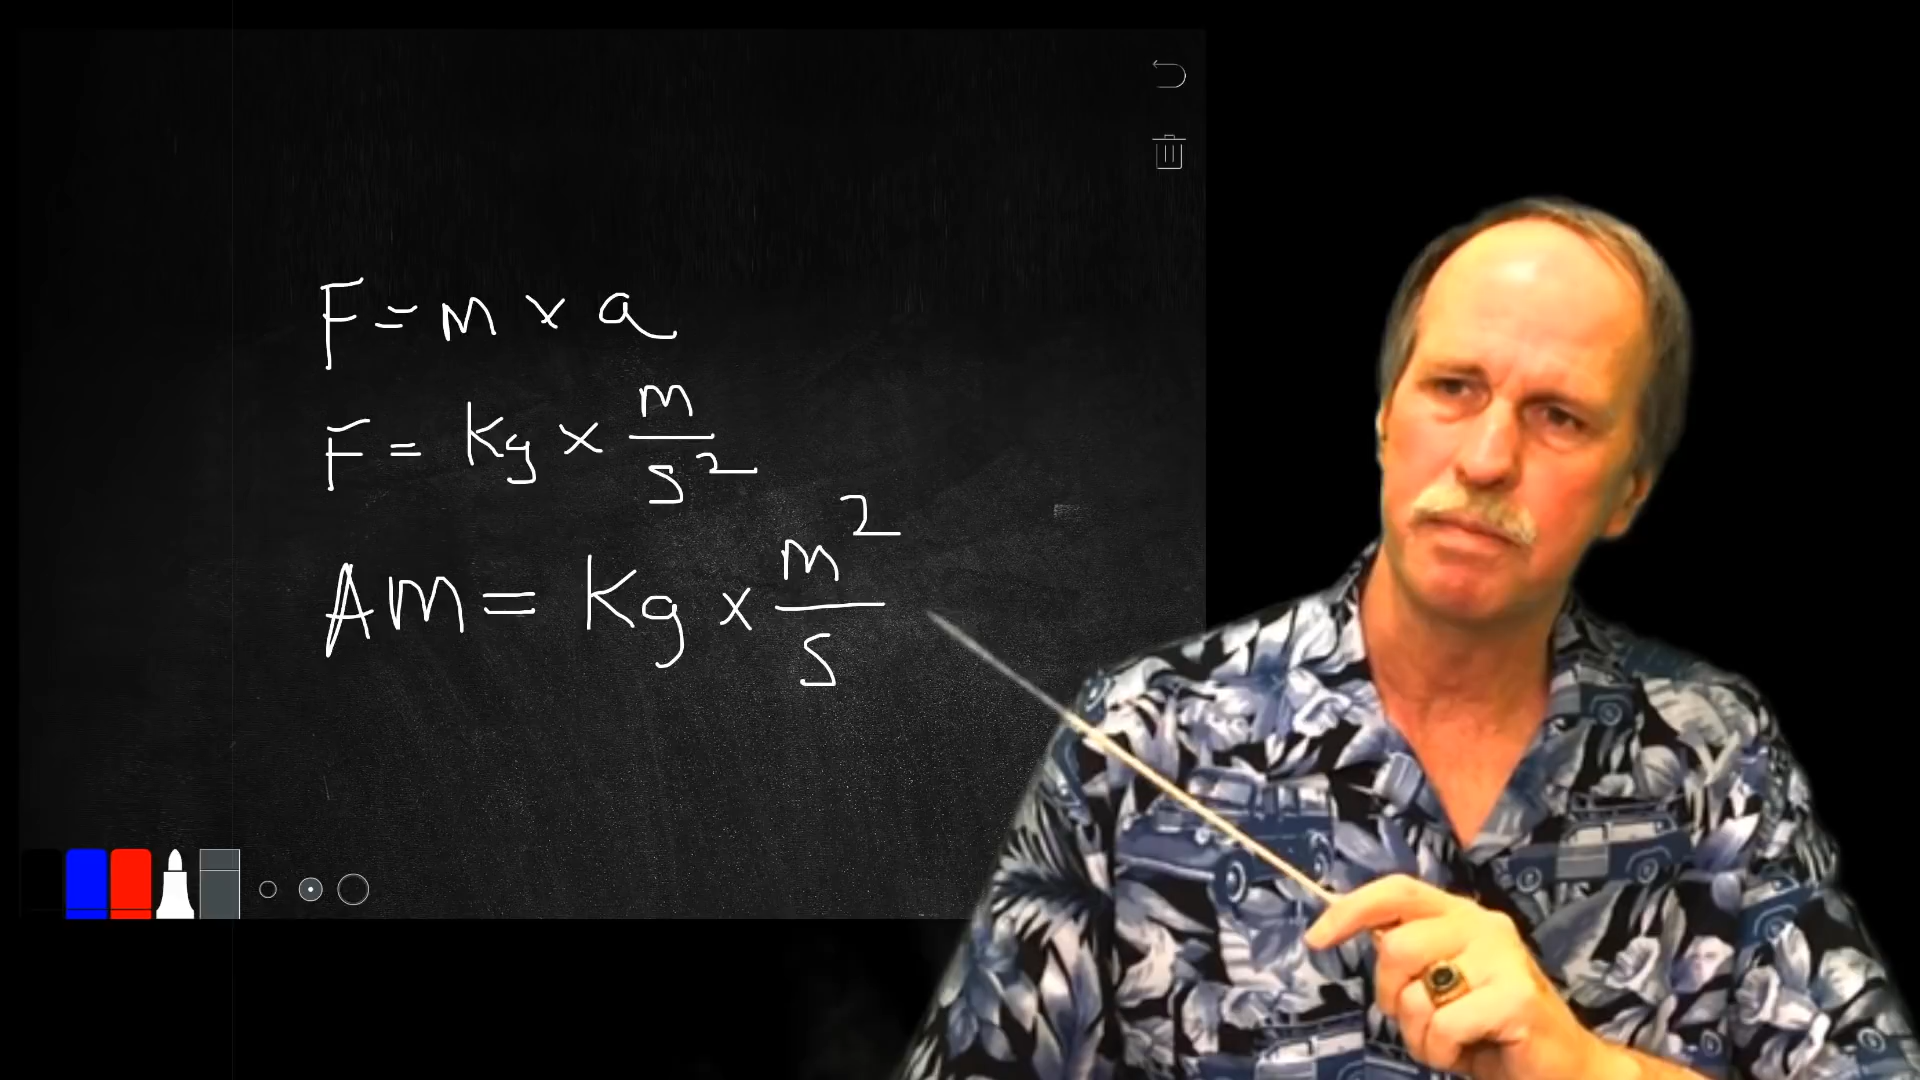 F = m x a
F = Kg x m/s²
AM = Kg x m²/s